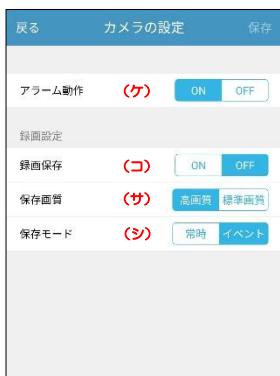 戻る カメラの設定 保存
アラーム動作 (ケ) ON OFF
録画設定
録画保存 (コ) ON OFF
保存画質 (サ) 高画質 標準画質
保存モード (シ) 常時 イベント